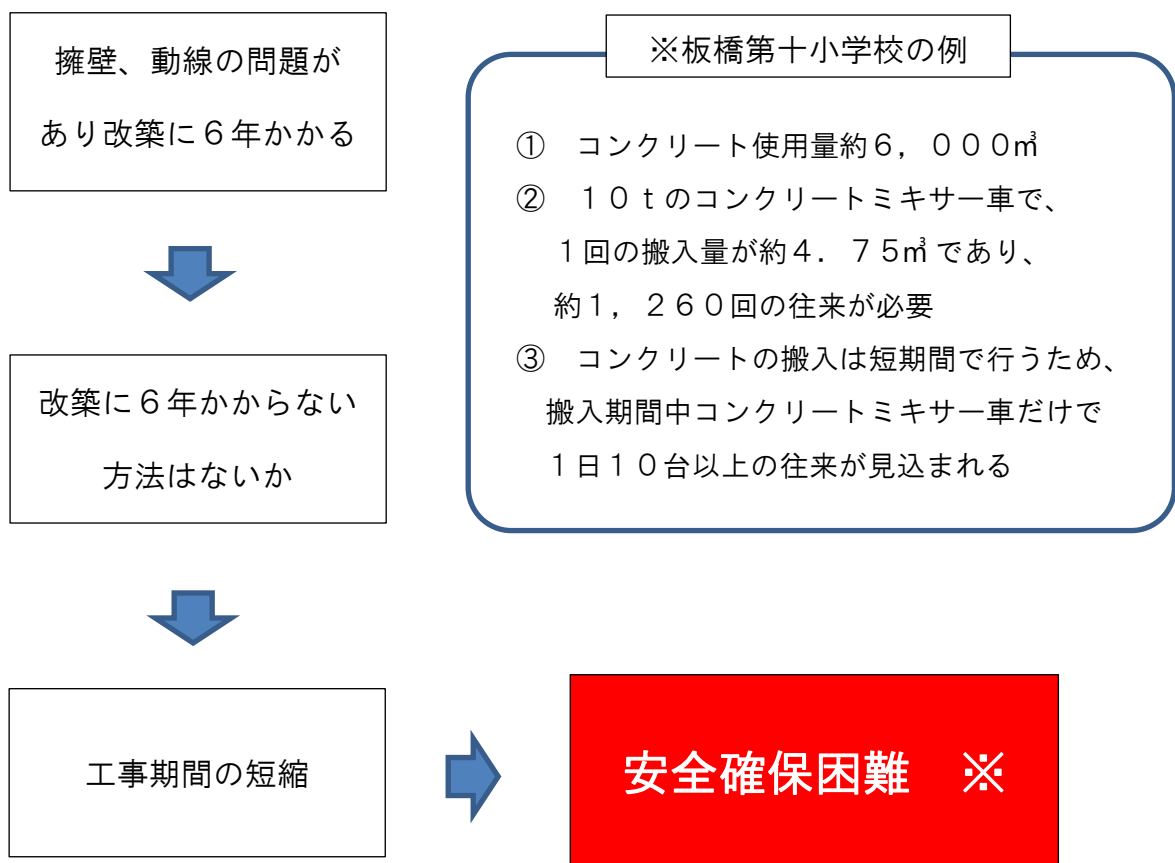 擁壁、動線の問題が
あり改築に６年かかる
改築に６年かからない
方法はないか
工事期間の短縮
安全確保困難　※
※板橋第十小学校の例
①　コンクリート使用量約６，０００㎥
②　１０ｔのコンクリートミキサー車で、
１回の搬入量が約４．７５㎥であり、
約１，２６０回の往来が必要
③　コンクリートの搬入は短期間で行うため、
搬入期間中コンクリートミキサー車だけで
１日１０台以上の往来が見込まれる